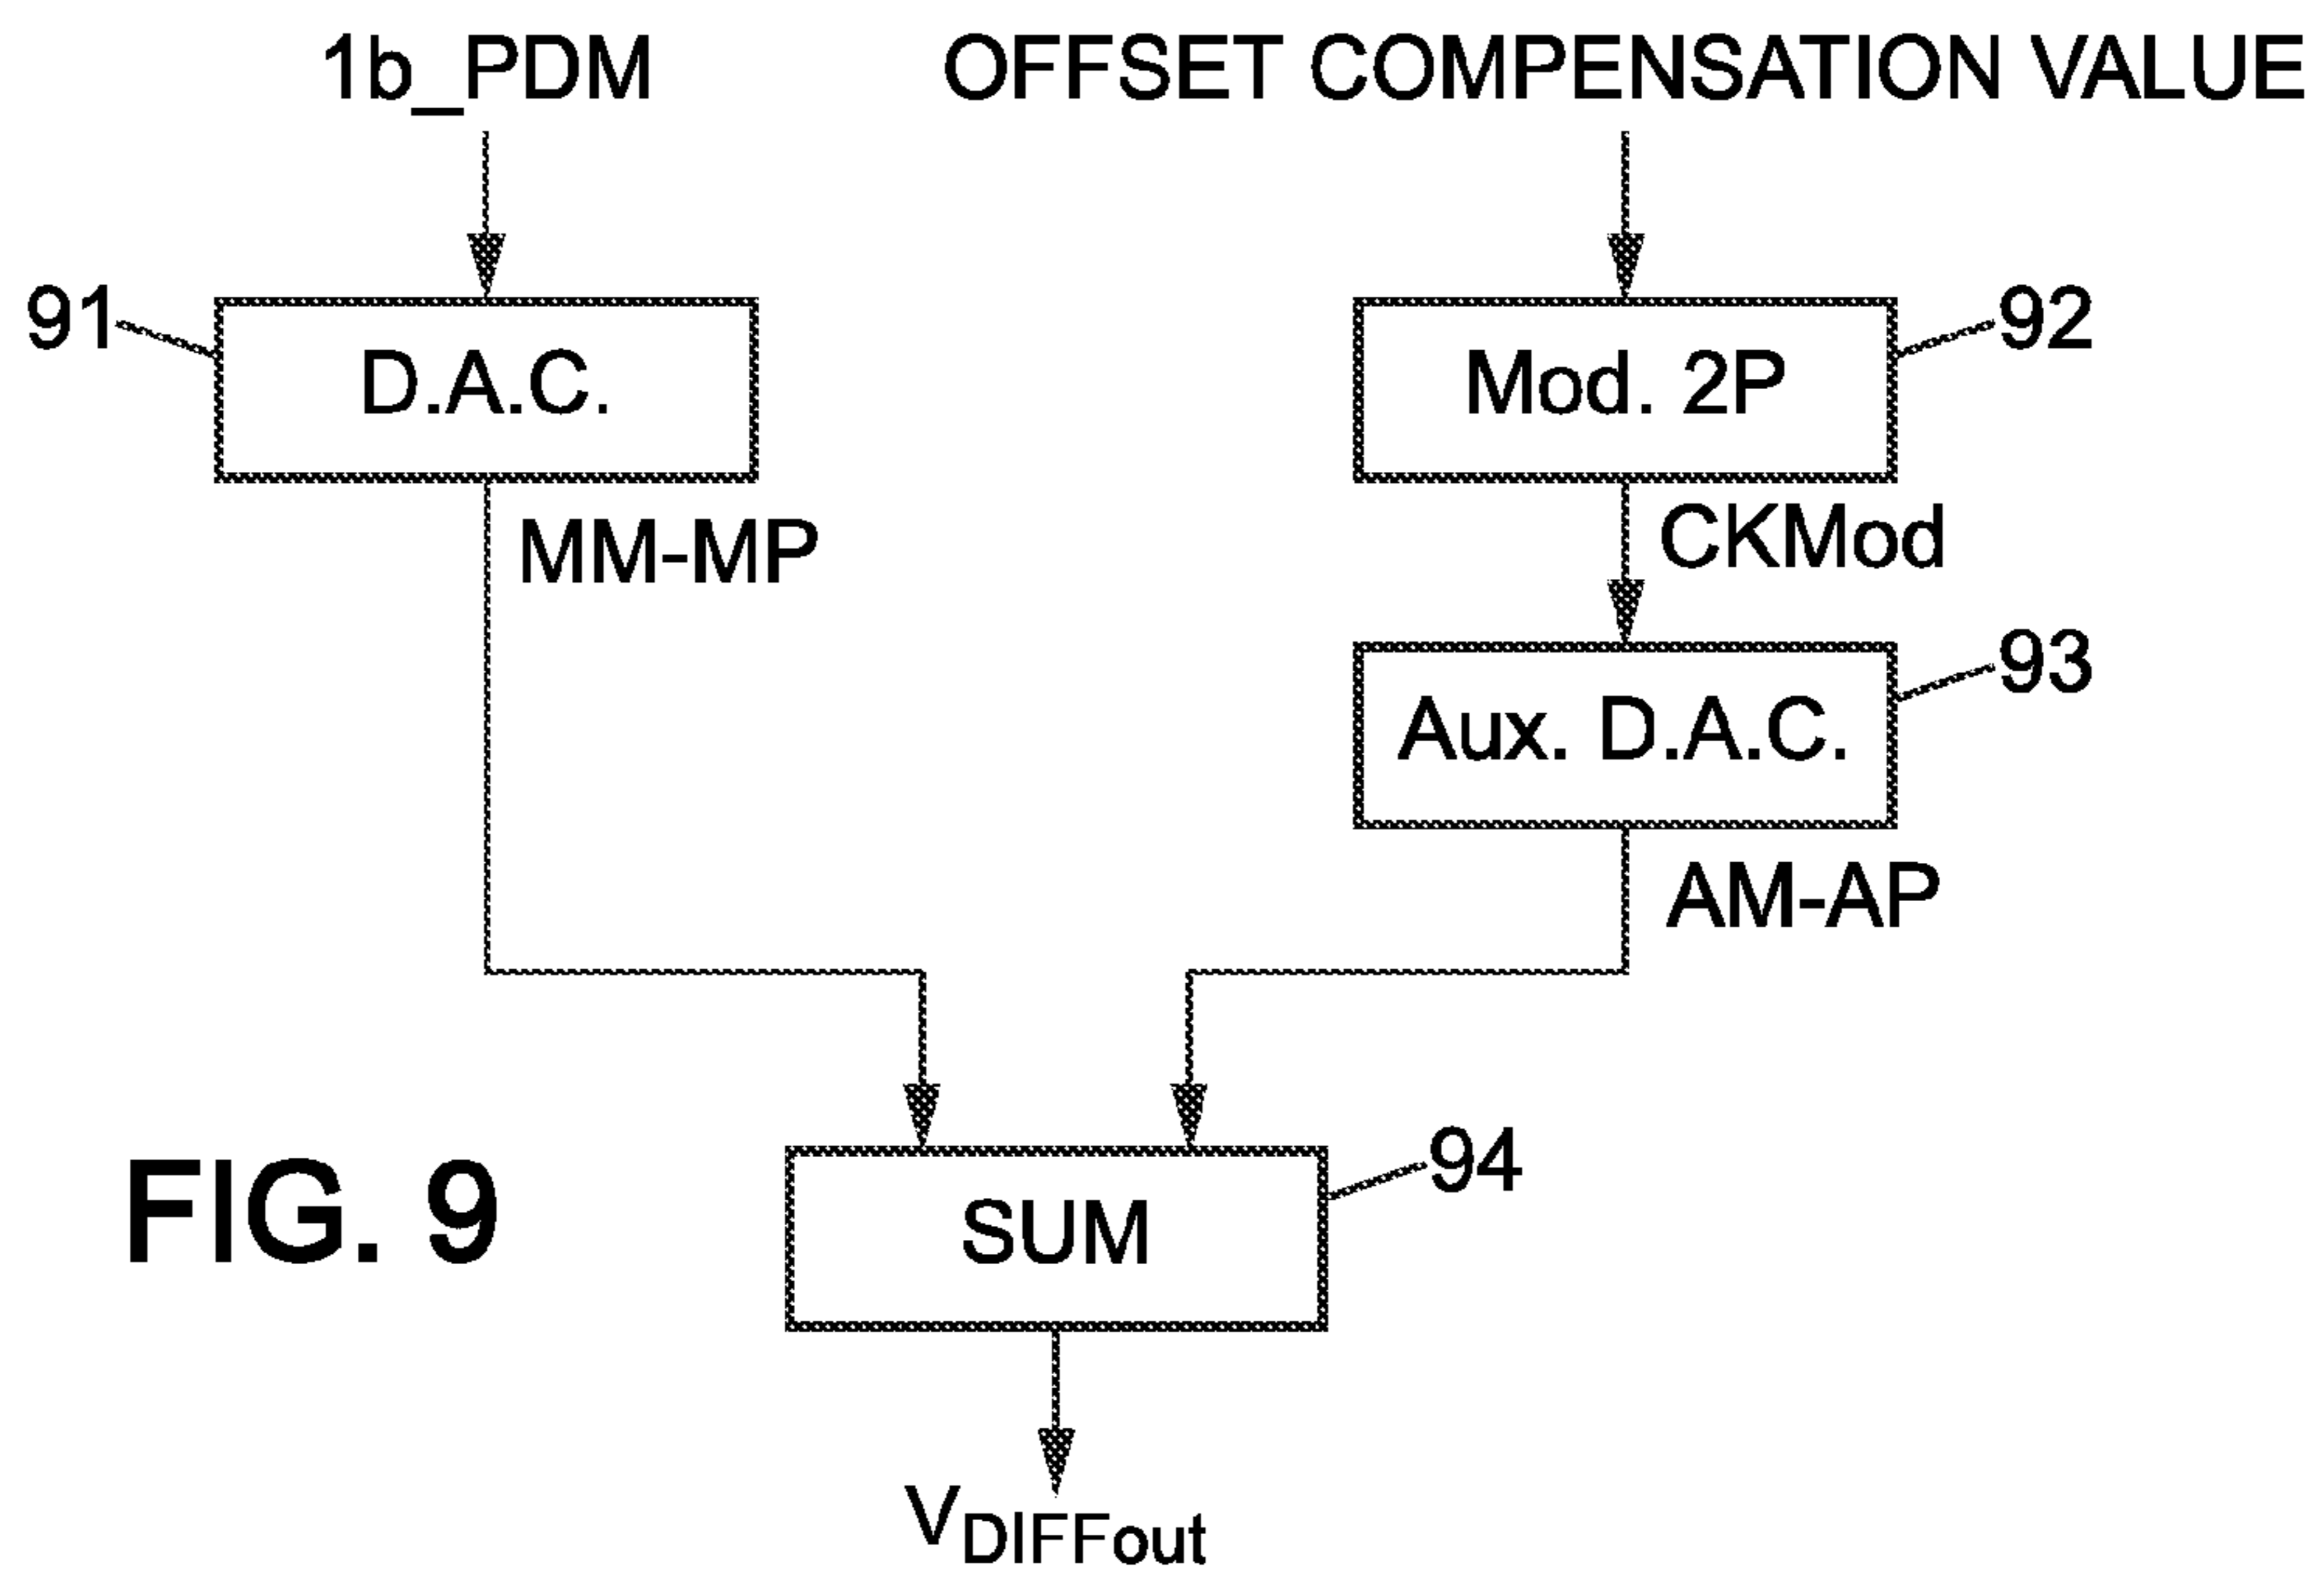 1b_PDM
OFFSET COMPENSATION VALUE
91
D.A.C.
Mod. 2P
92
MM-MP
CKMod
Aux. D.A.C.
93
AM-AP
SUM
94
FIG. 9
VDIFFout